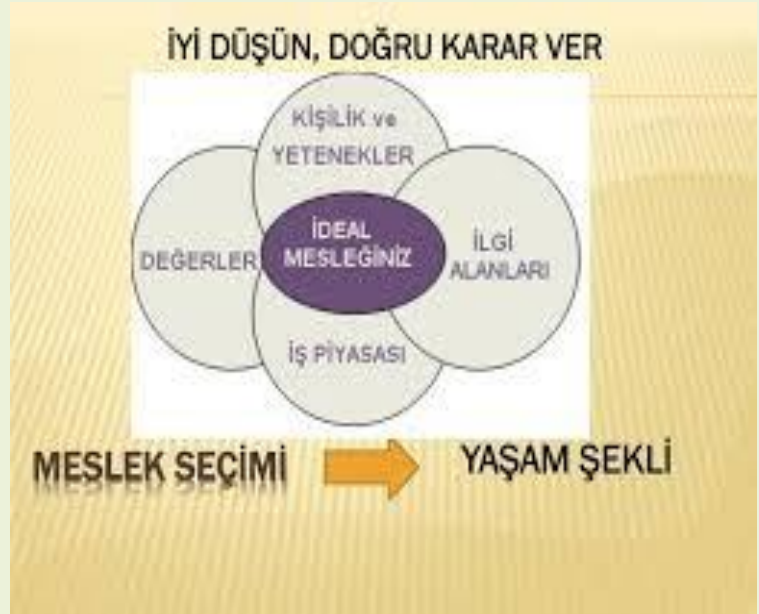 İYİ DÜŞÜN, DOĞRU KARAR VER
KİŞİLİK ve
YETENEKLER
DEĞERLER
İDEAL
MESLEĞİNİZ
İLGİ
ALANLARI
İŞ PİYASASI
MESLEK SEÇİMİ
YAŞAM ŞEKLİ